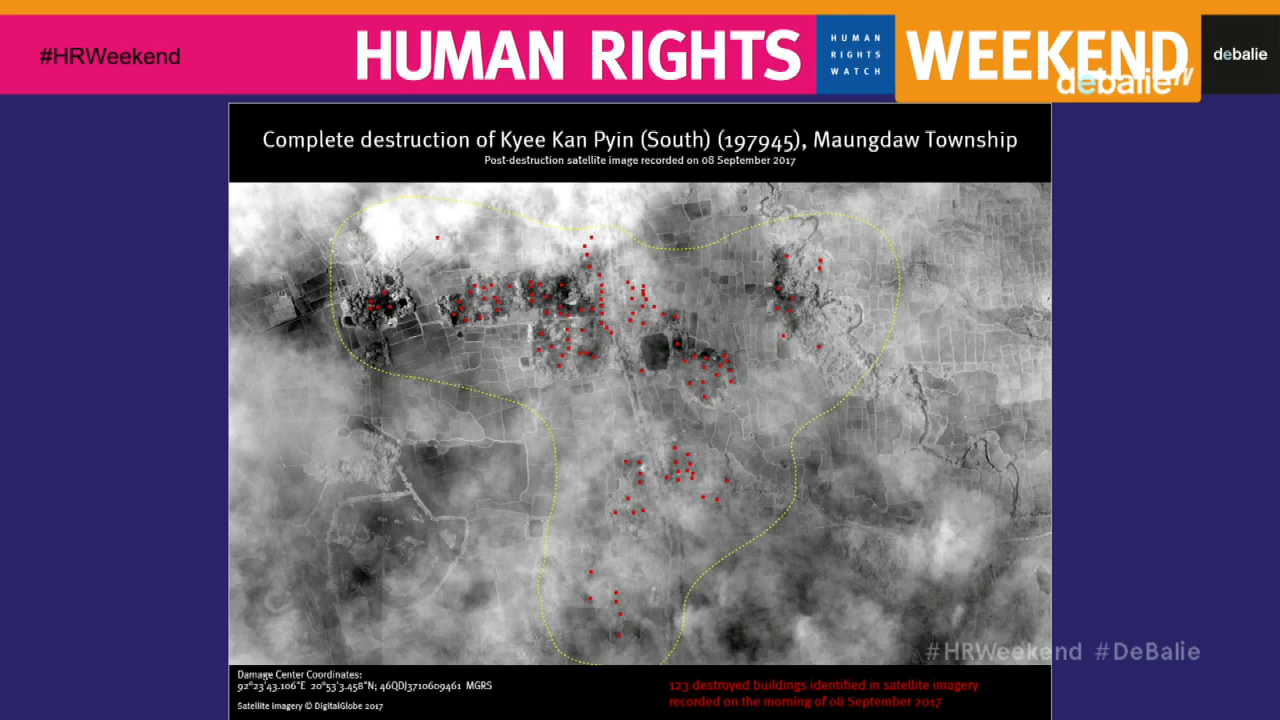 #HRWeekend
HUMAN RIGHTS
HUMAN
RIGHTS
WATCH
WEEKEND
debalie
debalieTV
Complete destruction of Kyee Kan Pyin (South) (197945), Maungdaw Township
Post-destruction satellite image recorded on 08 September 2017
#HRWeekend #DeBalie
Damage Center Coordinates:
92°23'43.106"E 20°53'3.458"N; 46QDJ3710609461 MGRS
Satellite imagery © DigitalGlobe 2017
123 destroyed buildings identified in satellite imagery
recorded on the morning of 08 September 2017